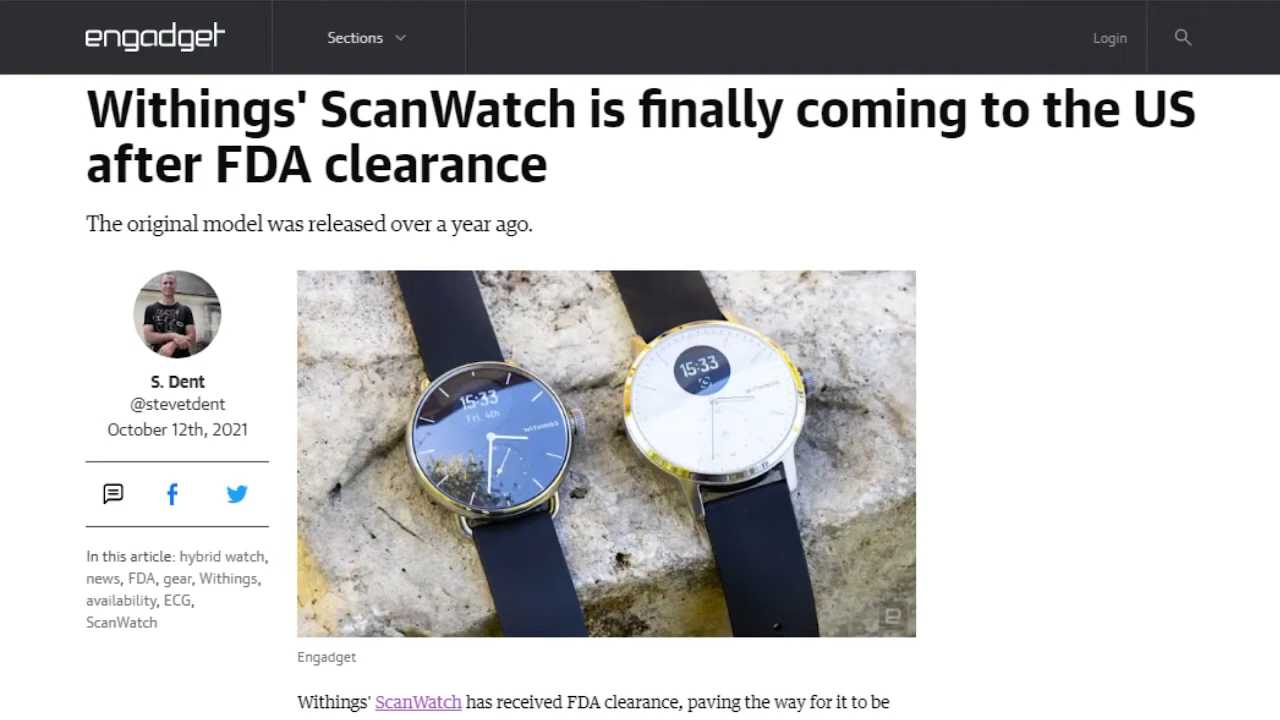 engadget
Sections
Login
Withings' ScanWatch is finally coming to the US
after FDA clearance
The original model was released over a year ago.
S. Dent
@stevetdent
October 12th, 2021
In this article: hybrid watch,
news, FDA, gear, Withings,
availability, ECG,
ScanWatch
15:33
Fri, 4th
WITHINGS
15:33
WITHINGS
e
Engadget
Withings' ScanWatch has received FDA clearance, paving the way for it to be